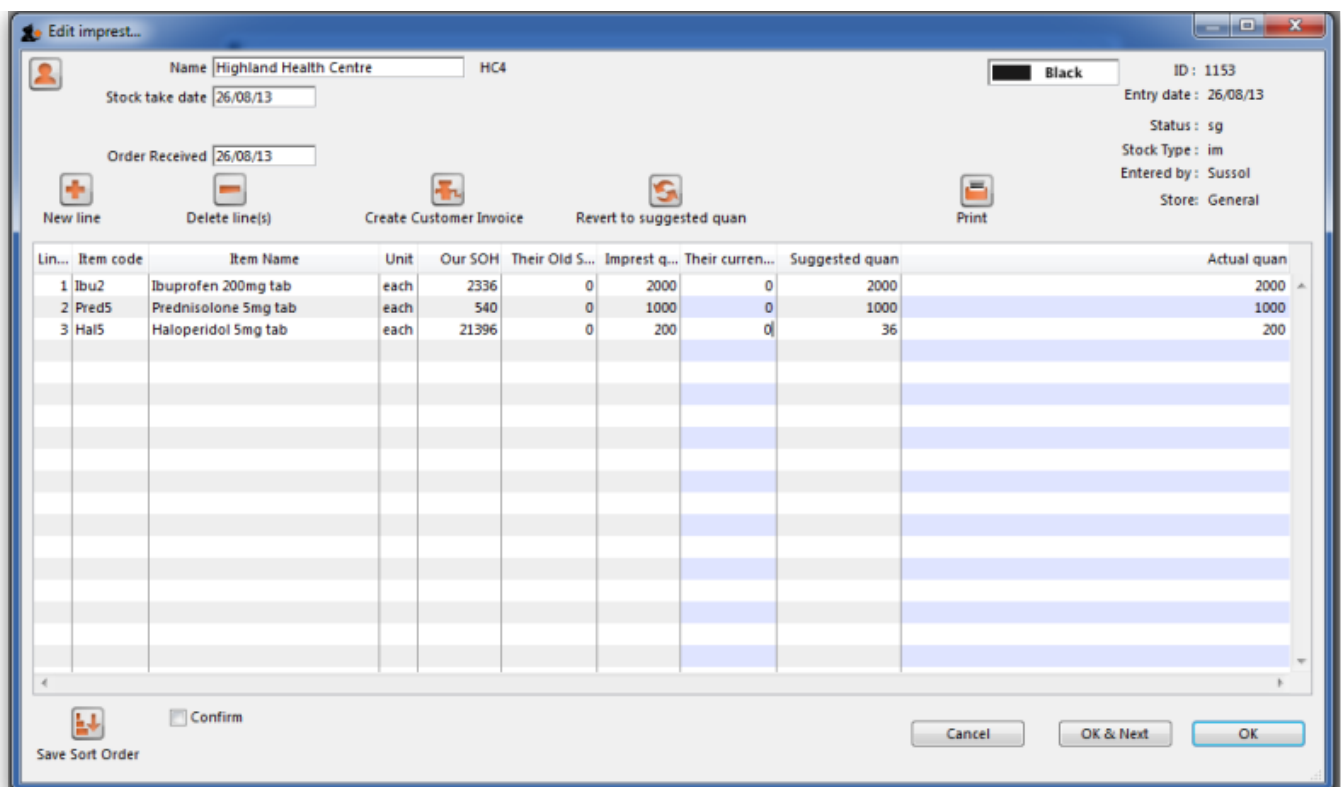 Edit imprest...
Name Highland Health Centre HC4 Black ID : 1153
Stock take date 26/08/13 Entry date : 26/08/13
Status : sg
Order Received 26/08/13 Stock Type : im
Entered by : Sussol
Store: General
New line Delete line(s) Create Customer Invoice Revert to suggested quan Print
Lin... Item code Item Name Unit Our SOH Their Old S... Imprest q... Their curren... Suggested quan Actual quan
1 Ibu2 Ibuprofen 200mg tab each 2336 0 2000 0 2000 2000
2 Pred5 Prednisolone 5mg tab each 540 0 1000 0 1000 1000
3 Hal5 Haloperidol 5mg tab each 21396 0 200 0 36 200
Confirm
Save Sort Order Cancel OK & Next OK